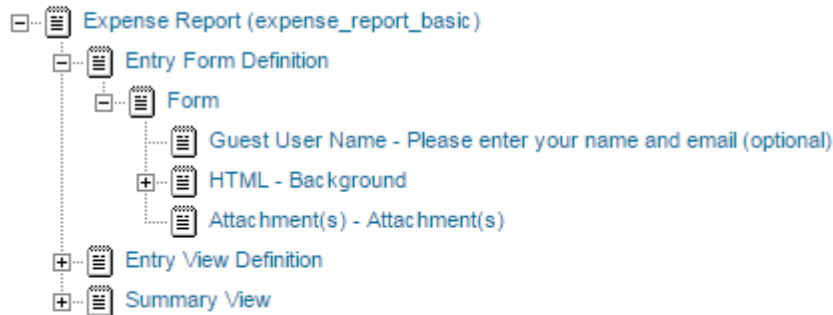 Expense Report (expense_report_basic)
Entry Form Definition
Form
Guest User Name - Please enter your name and email (optional)
HTML - Background
Attachment(s) - Attachment(s)
Entry View Definition
Summary View